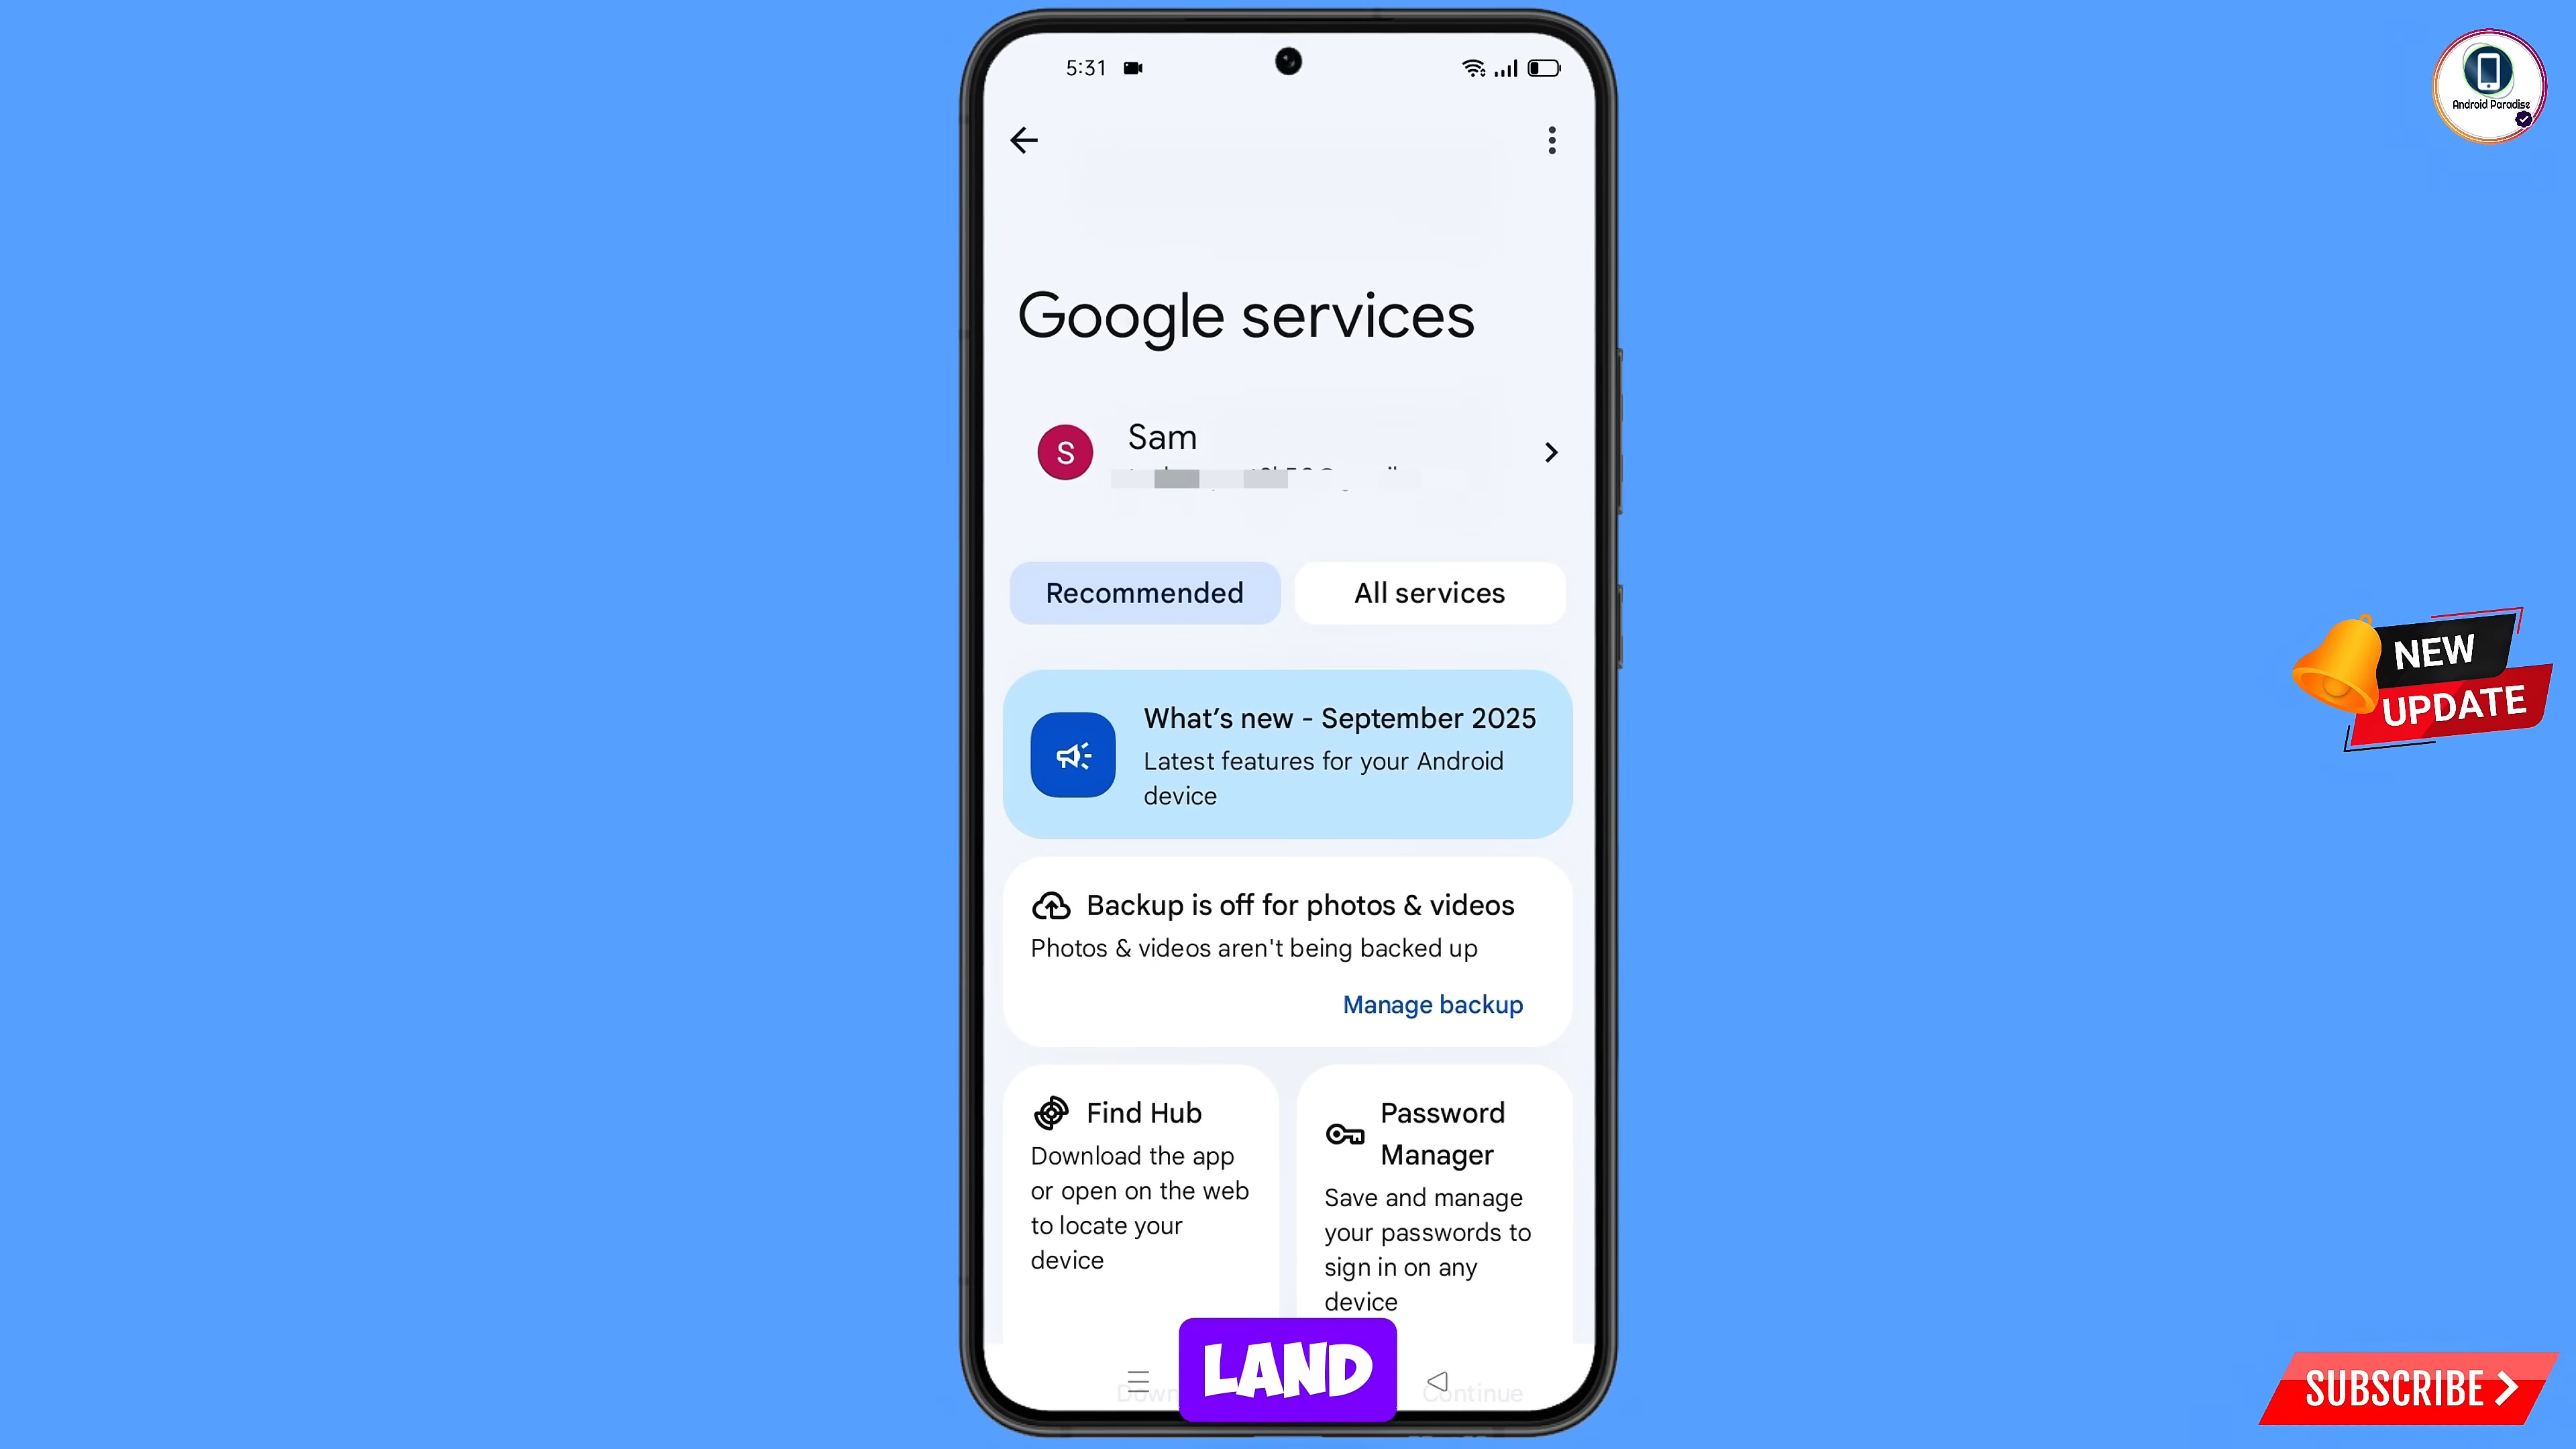 5:31
Android Paradise
Google services
S
Sam
Recommended
All services
What's new - September 2025
Latest features for your Android
device
NEW
UPDATE
Backup is off for photos & videos
Photos & videos aren't being backed up
Manage backup
Find Hub
Download the app
or open on the web
to locate your
device
Password
Manager
Save and manage
your passwords to
sign in on any
device
LAND
Continue
SUBSCRIBE